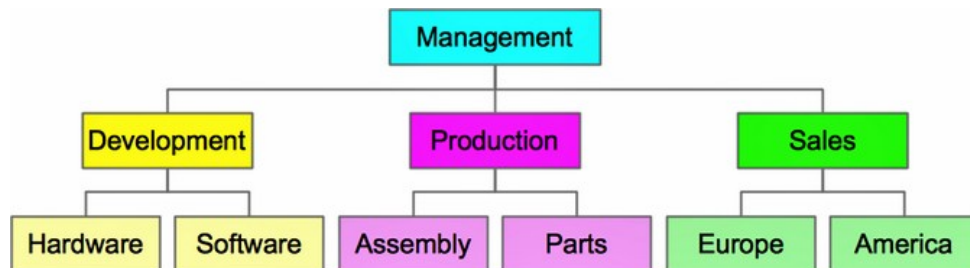 Management
Development Production Sales
Hardware Software Assembly Parts Europe America